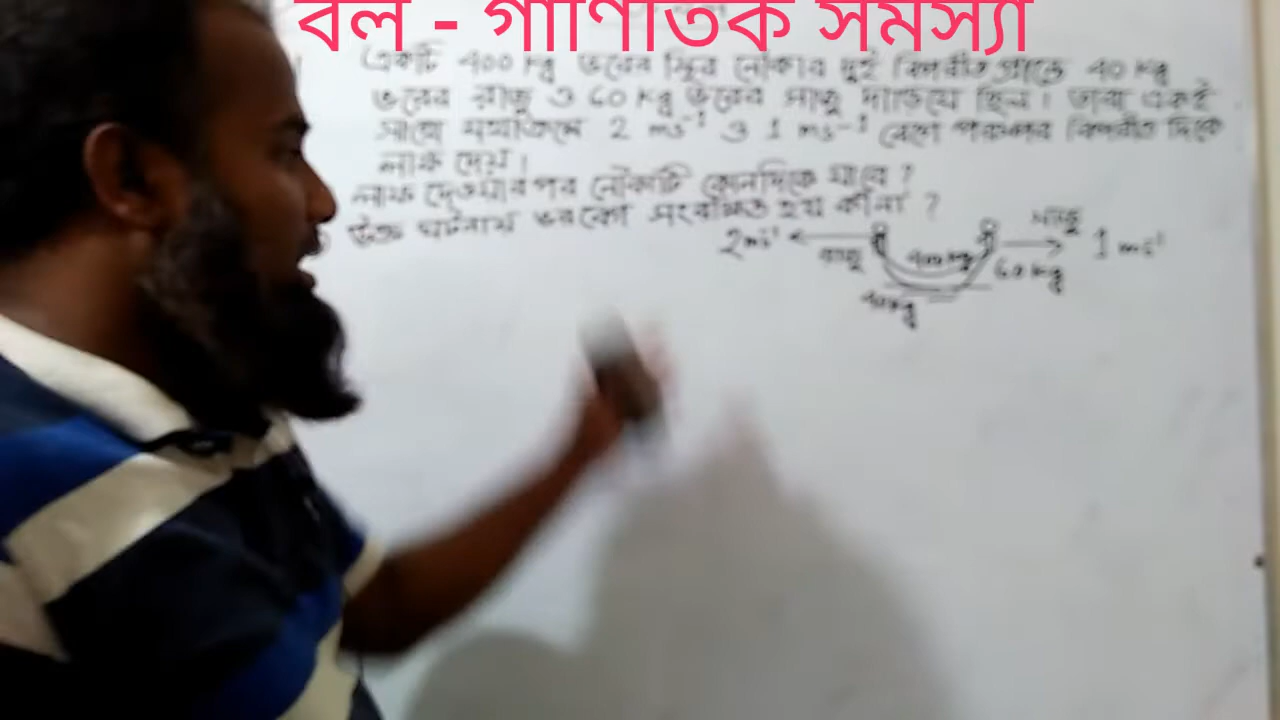 বল - গাণিতিক সমস্যা
একটি 400 kg ভরের স্থির নৌকার দুই বিপরীত প্রান্তে 40 kg
ভরের রাজু ও 60 kg ভরের সাজু দাড়িয়ে ছিল। তারা একই
সাথে যথাক্রমে 2 ms⁻¹ ও 1 ms⁻¹ বেগে পরস্পর বিপরীত দিকে
লাফ দেয়।
লাফ দেওয়ার পর নৌকাটি কোনদিকে যাবে ?
উক্ত ঘটনায় ভরবেগ সংরক্ষিত হয় কীনা ?
সাজু
2ms⁻¹
1 ms⁻¹
রাজু
400 kg
60 kg
40kg